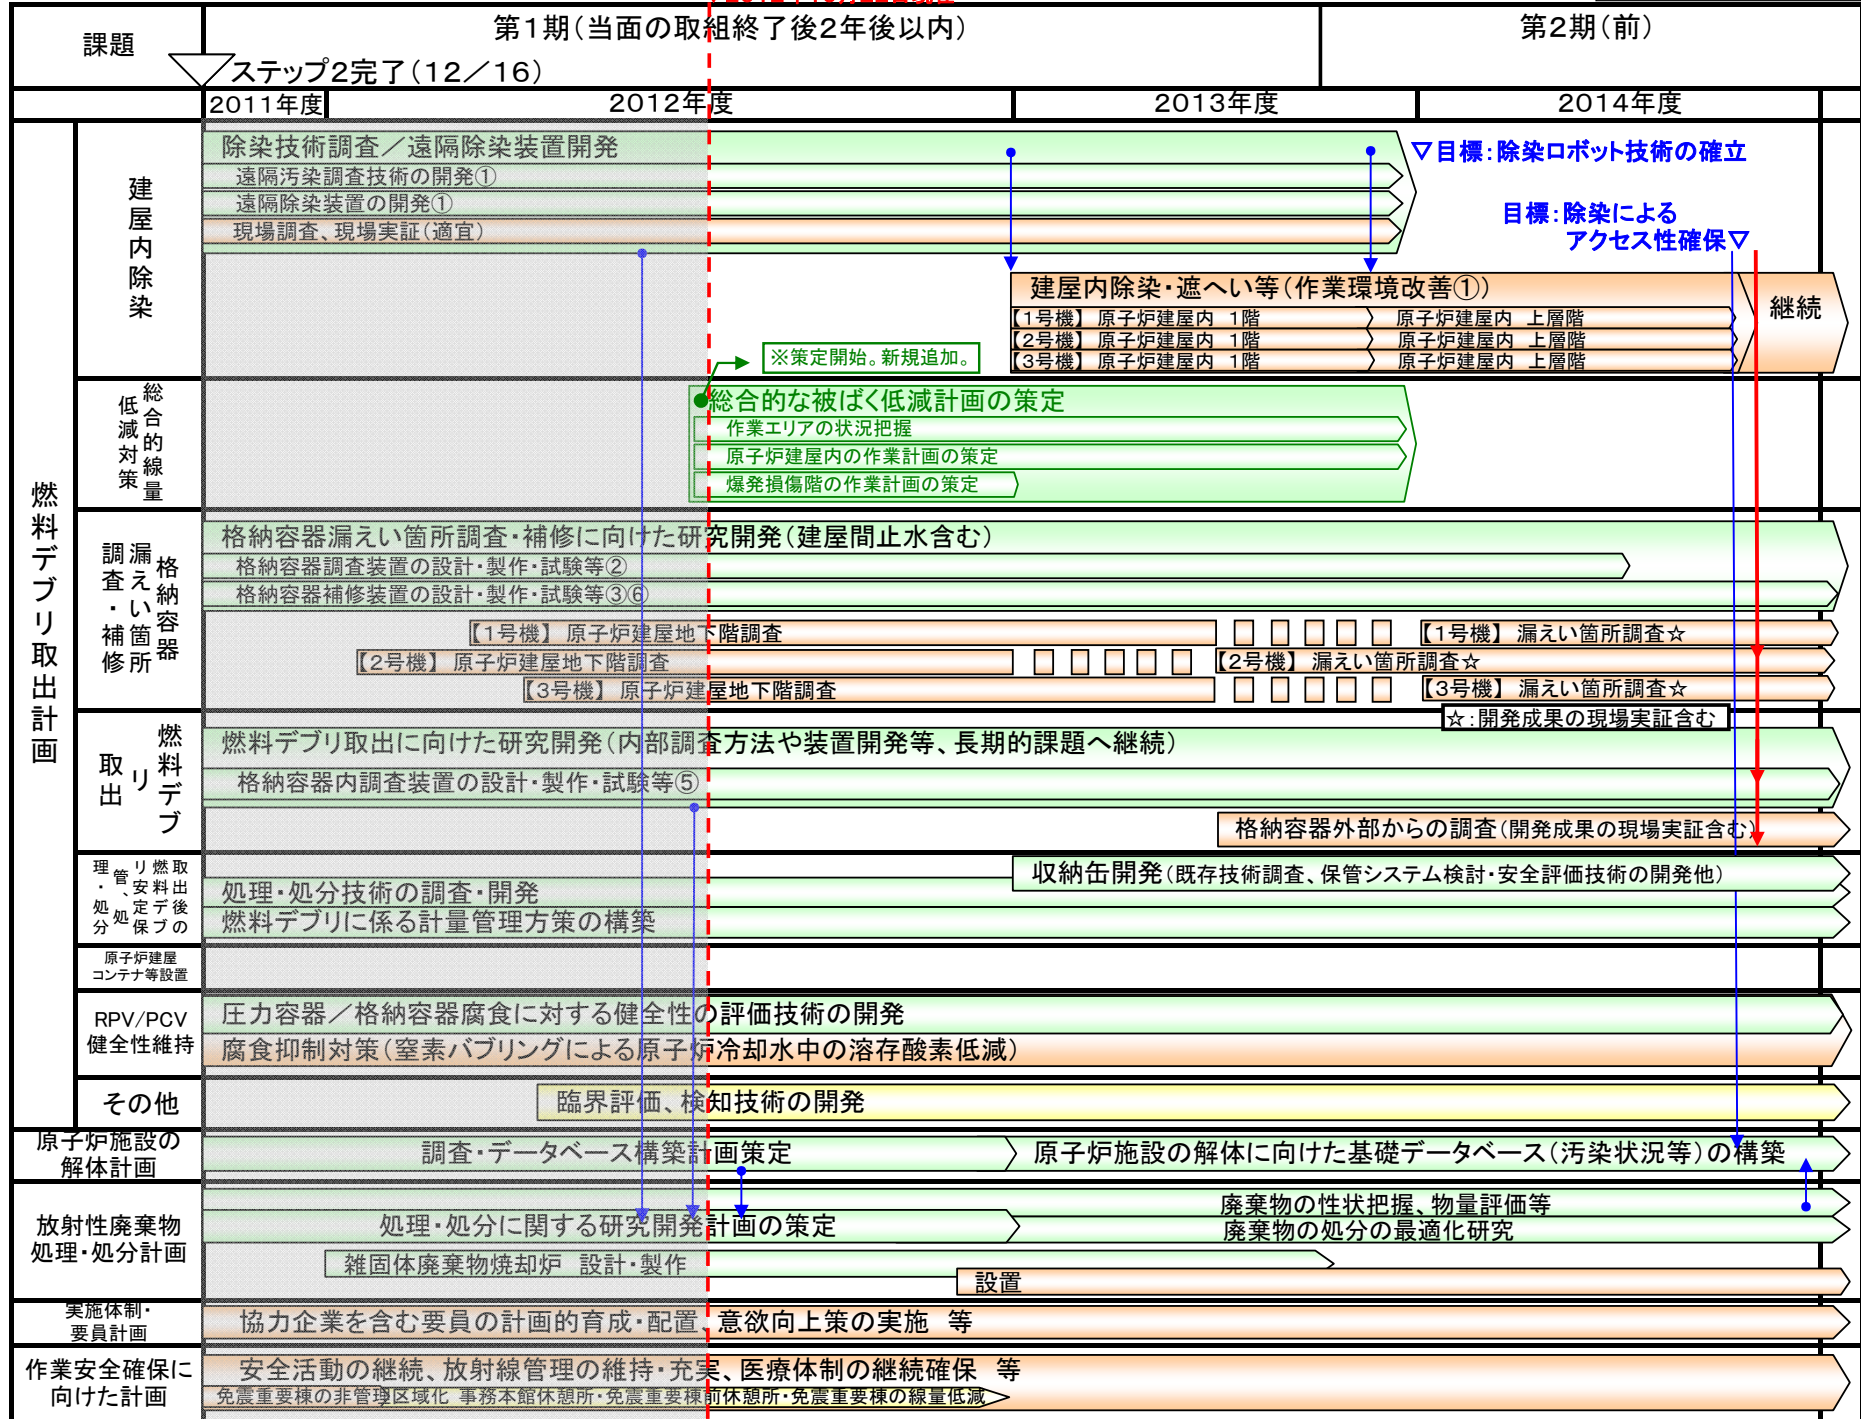 課題
第1期(当面の取組終了後2年後以内)
第2期(前)
ステップ2完了(12/16)
2011年度
2012年度
2013年度
2014年度
燃料デブリ取出計画
建屋内除染
除染技術調査/遠隔除染装置開発
遠隔汚染調査技術の開発①
遠隔除染装置の開発①
現場調査、現場実証(適宜)
▽目標:除染ロボット技術の確立
目標:除染による
アクセス性確保▽
建屋内除染・遮へい等(作業環境改善①)
継続
【1号機】 原子炉建屋内 1階
原子炉建屋内 上層階
【2号機】 原子炉建屋内 1階
原子炉建屋内 上層階
【3号機】 原子炉建屋内 1階
原子炉建屋内 上層階
※策定開始。新規追加。
総合的線量
低減対策
総合的な被ばく低減計画の策定
作業エリアの状況把握
原子炉建屋内の作業計画の策定
爆発損傷階の作業計画の策定
格納容器
漏えい箇所
調査・補修
格納容器漏えい箇所調査・補修に向けた研究開発(建屋間止水含む)
格納容器調査装置の設計・製作・試験等②
格納容器補修装置の設計・製作・試験等③⑥
【1号機】 原子炉建屋地下階調査
【1号機】 漏えい箇所調査☆
【2号機】 原子炉建屋地下階調査
【2号機】 漏えい箇所調査☆
【3号機】 原子炉建屋地下階調査
【3号機】 漏えい箇所調査☆
☆:開発成果の現場実証含む
燃料デブ
リ
取出
燃料デブリ取出に向けた研究開発(内部調査方法や装置開発等、長期的課題へ継続)
格納容器内調査装置の設計・製作・試験等⑤
格納容器外部からの調査(開発成果の現場実証含む)
取出後の
燃料デブ
リ安定保
管、処
理・処分
収納缶開発(既存技術調査、保管システム検討・安全評価技術の開発他)
処理・処分技術の調査・開発
燃料デブリに係る計量管理方策の構築
原子炉建屋
コンテナ等設置
RPV/PCV
健全性維持
圧力容器/格納容器腐食に対する健全性の評価技術の開発
腐食抑制対策(窒素バブリングによる原子炉冷却水中の溶存酸素低減)
その他
臨界評価、検知技術の開発
原子炉施設の
解体計画
調査・データベース構築計画策定
原子炉施設の解体に向けた基礎データベース(汚染状況等)の構築
放射性廃棄物
処理・処分計画
廃棄物の性状把握、物量評価等
処理・処分に関する研究開発計画の策定
廃棄物の処分の最適化研究
雑固体廃棄物焼却炉 設計・製作
設置
実施体制・
要員計画
協力企業を含む要員の計画的育成・配置、意欲向上策の実施 等
作業安全確保に
向けた計画
安全活動の継続、放射線管理の維持・充実、医療体制の継続確保 等
免震重要棟の非管理区域化
事務本館休憩所・免震重要棟前休憩所・免震重要棟の線量低減